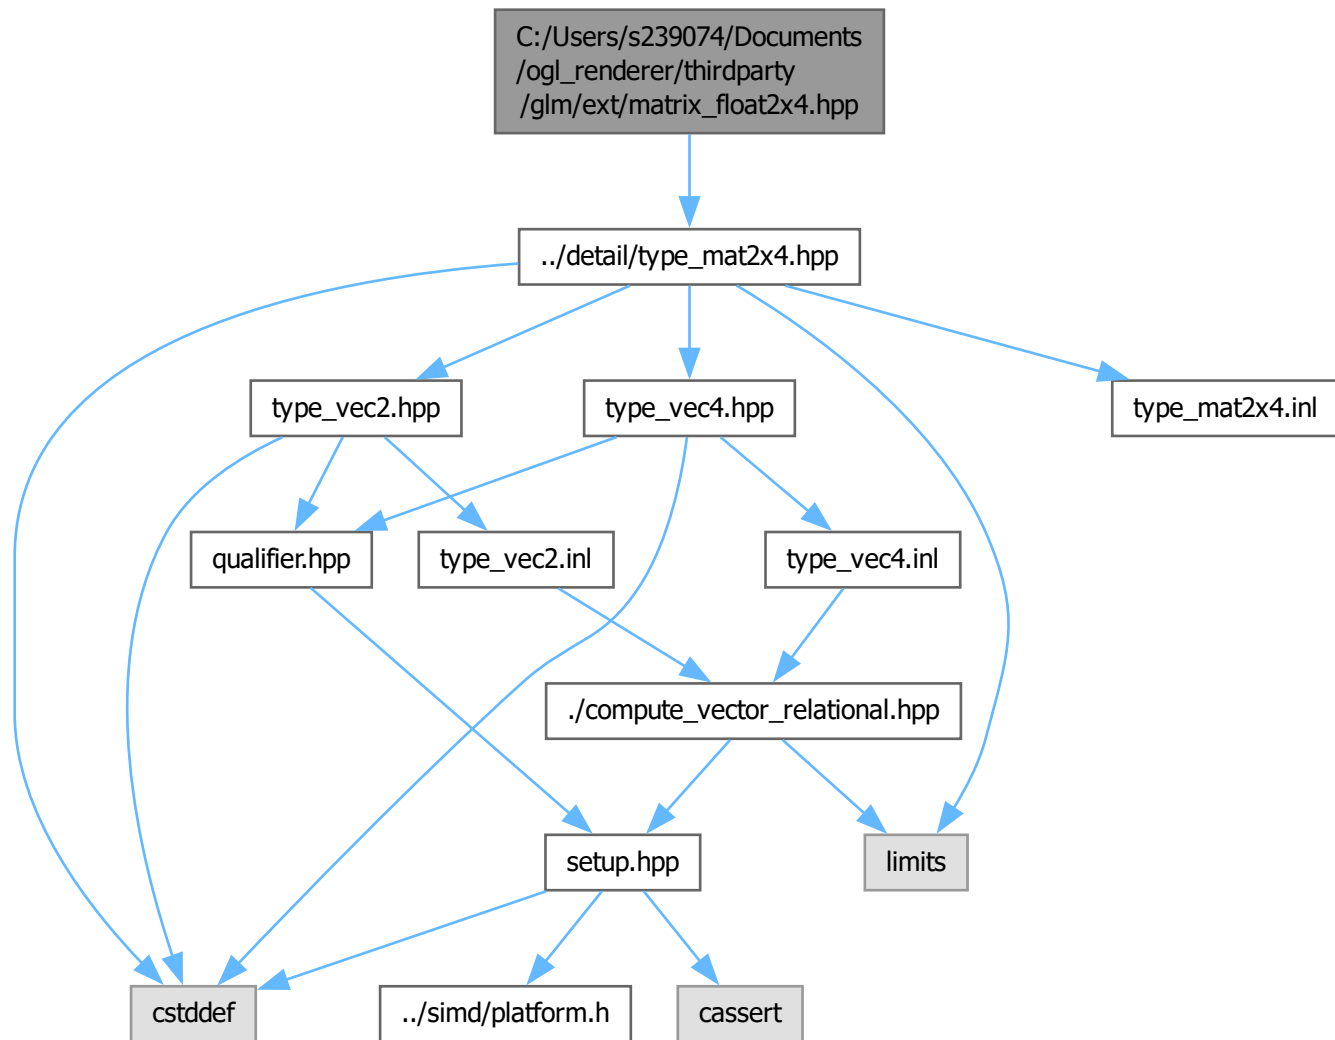 C:/Users/s239074/Documents
/ogl_renderer/thirdparty
/glm/ext/matrix_float2x4.hpp
../detail/type_mat2x4.hpp
type_vec2.hpp
type_vec4.hpp
type_mat2x4.inl
qualifier.hpp
type_vec2.inl
type_vec4.inl
./compute_vector_relational.hpp
setup.hpp
limits
cstddef
../simd/platform.h
cassert